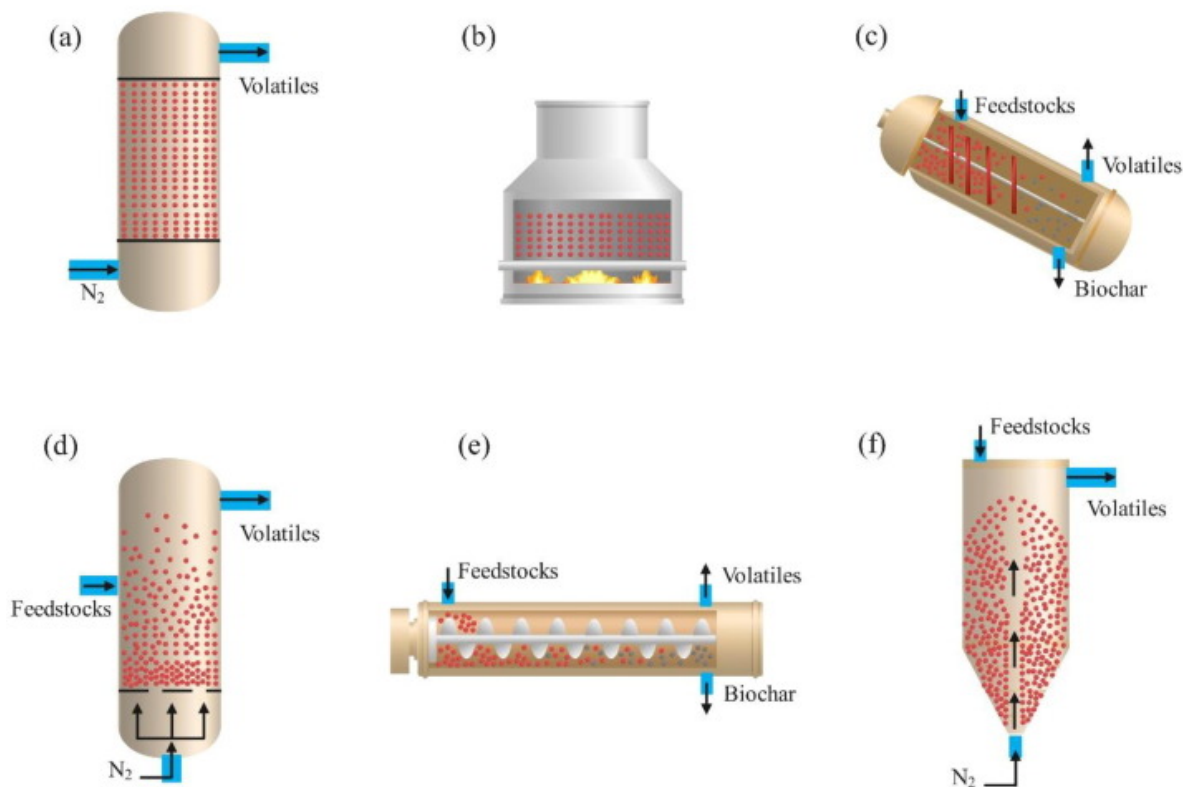 (a)
Volatiles
N₂
(b)
(c)
Feedstocks
Volatiles
Biochar
(d)
Volatiles
Feedstocks
N₂
(e)
Feedstocks
Volatiles
Biochar
(f)
Feedstocks
Volatiles
N₂